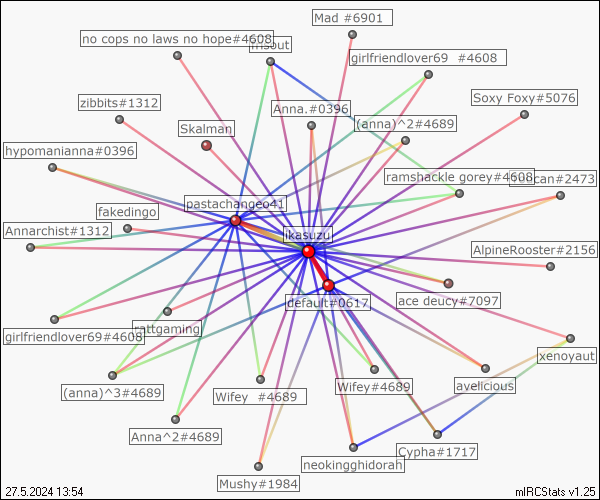 Mad #6901
no cops no laws no hope#4608
girlfriendlover69 #4608
zibbits#1312
Anna.#0396
Soxy Foxy#5076
Skalman
(anna)^2#4689
hypomanianna#0396
ramshackle gorey#4608
#2473
pastachangeo41
fakedingo
Annarchist#1312
ikasuzu
AlpineRooster#2156
default#0617
ace deucy#7097
girlfriendlover69#4608
rattgaming
xenoyaut
(anna)^3#4689
Wifey #4689
Wifey#4689
avelicious
Anna^2#4689
Cypha#1717
neokingghidorah
Mushy#1984
27.5.2024 13:54
mIRCStats v1.25